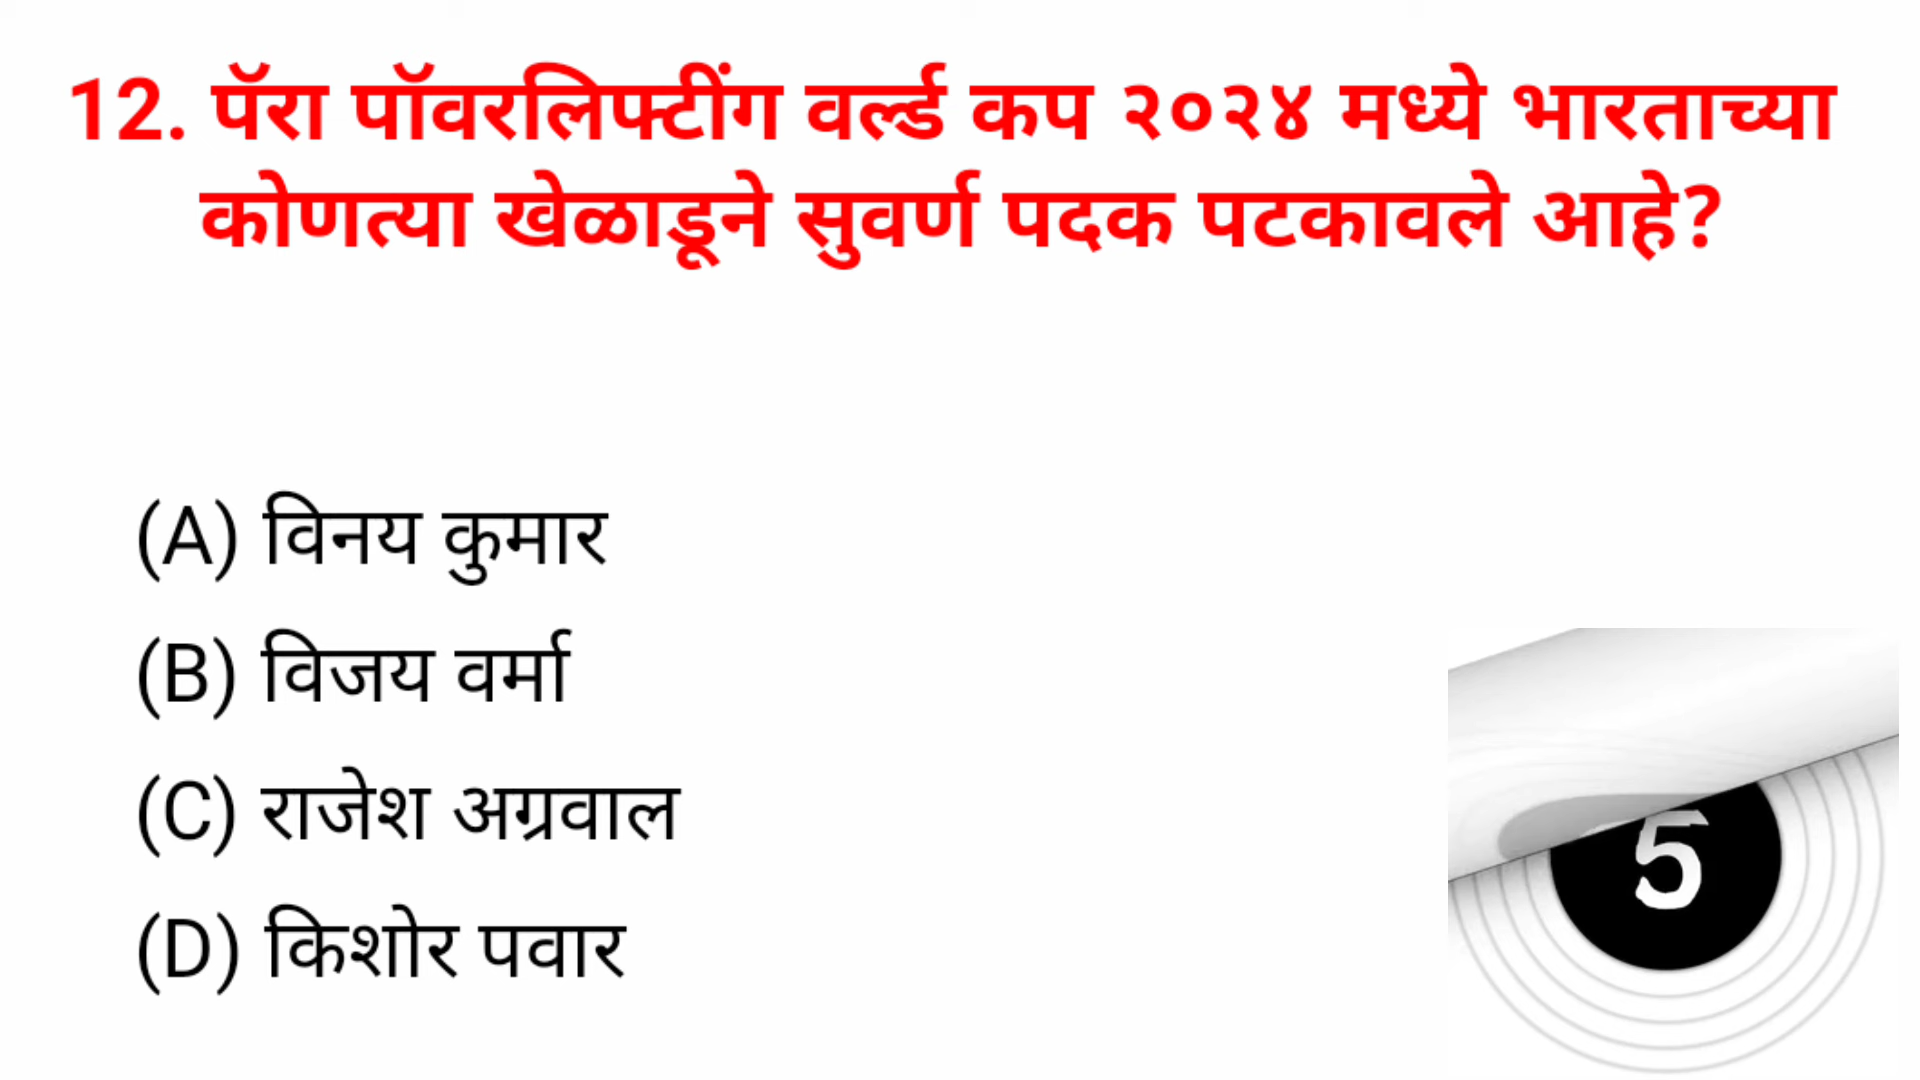 12. पॅरा पॉवरलिफ्टींग वर्ल्ड कप २०२४ मध्ये भारताच्या
कोणत्या खेळाडूने सुवर्ण पदक पटकावले आहे?
(A) विनय कुमार
(B) विजय वर्मा
(C) राजेश अग्रवाल
(D) किशोर पवार
5